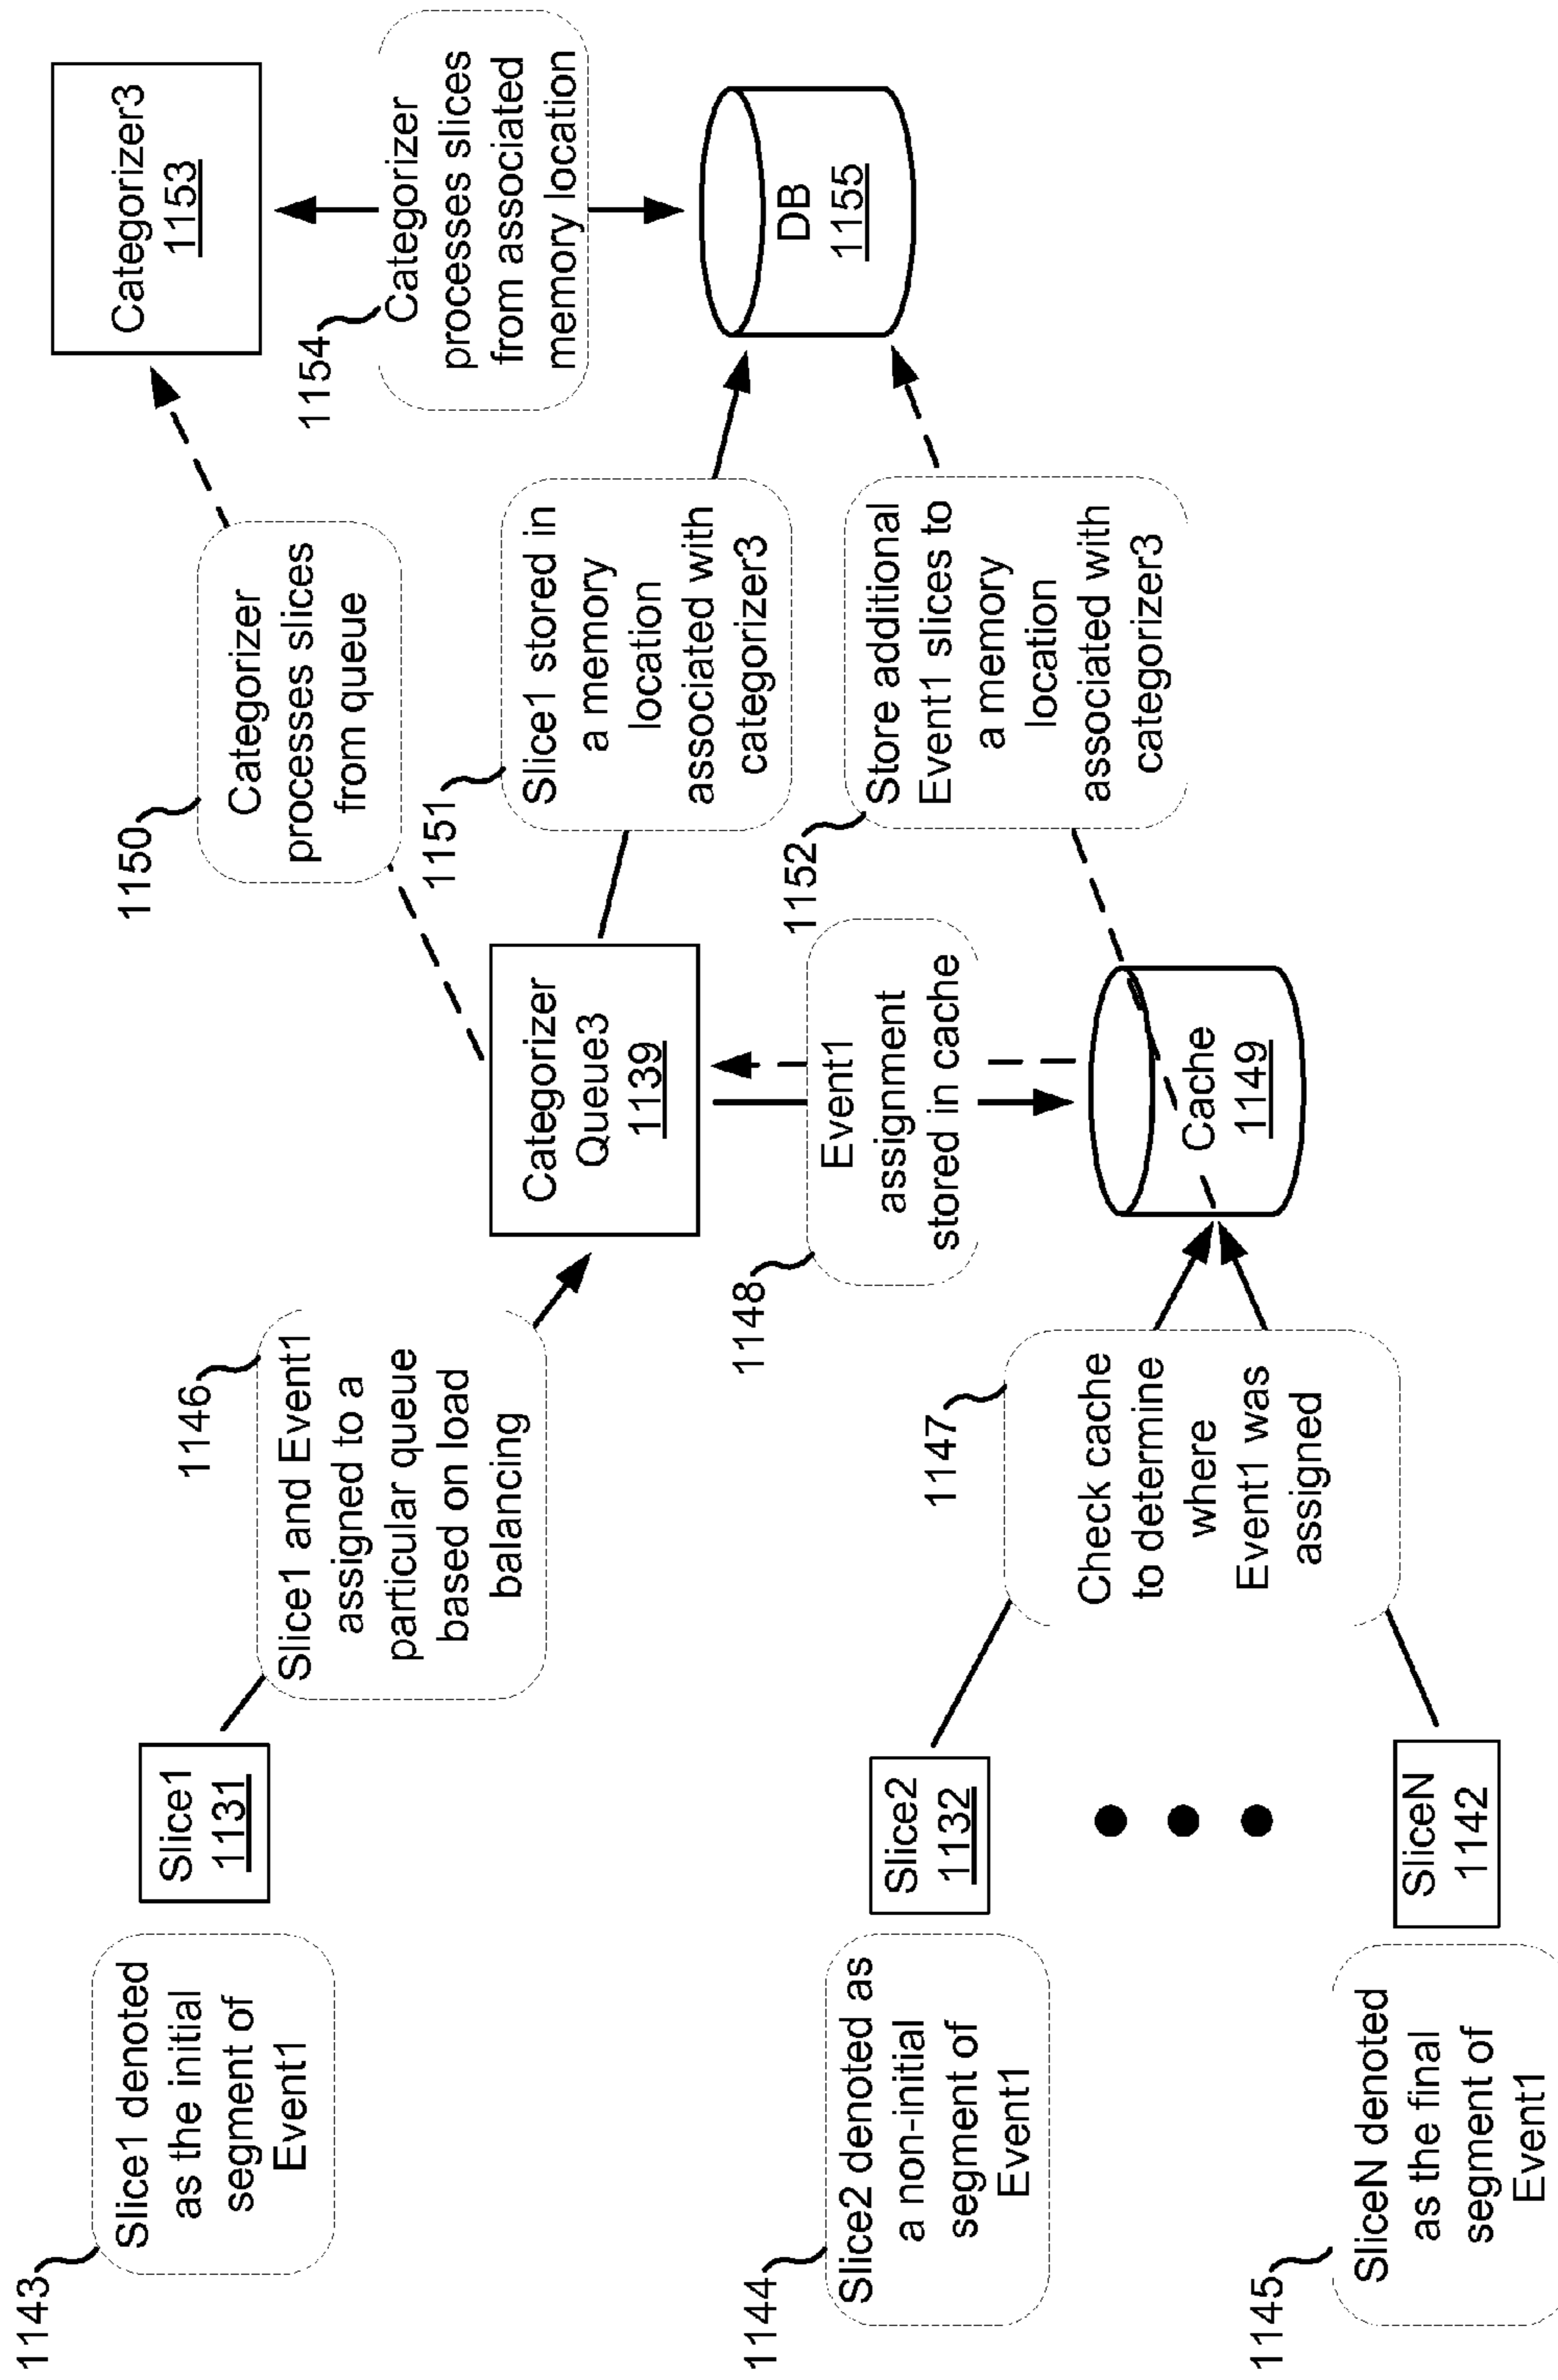 1143
Slice1 denoted
as the initial
segment of
Event1
Slice1
1131
1146
Slice1 and Event1
assigned to a
particular queue
based on load
balancing
1150
Categorizer
processes slices
from queue
Categorizer3
1153
1154
Categorizer
processes slices
from associated
memory location
Categorizer
Queue3
1139
1151
Slice1 stored in
a memory
location
associated with
categorizer3
DB
1155
1148
Event1
assignment
stored in cache
1152
Store additional
Event1 slices to
a memory
location
associated with
categorizer3
1144
Slice2 denoted as
a non-initial
segment of
Event1
Slice2
1132
1147
Check cache
to determine
where
Event1 was
assigned
Cache
1149
1145
SliceN denoted
as the final
segment of
Event1
SliceN
1142